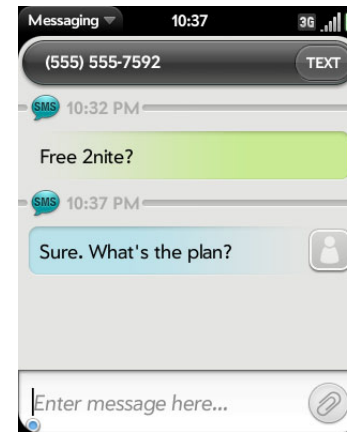 Messaging 10:37 3G
(555) 555-7592 TEXT
SMS 10:32 PM
Free 2nite?
SMS 10:37 PM
Sure. What's the plan?
Enter message here...